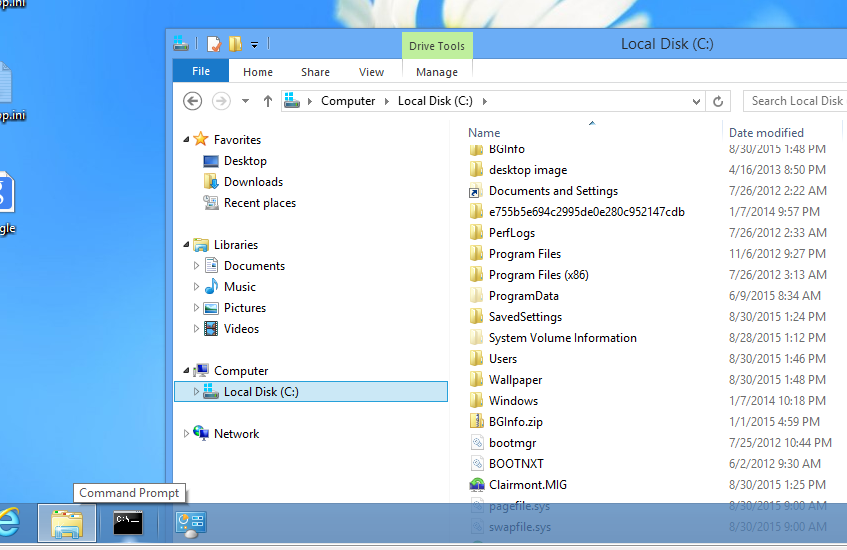 op.ini
Drive Tools
Local Disk (C:)
File
Home
Share
View
Manage
Computer
Local Disk (C:)
Search Local Disk
op.ini
gle
Favorites
Desktop
Downloads
Recent places
Libraries
Documents
Music
Pictures
Videos
Computer
Local Disk (C:)
Network
Name Date modified
BGInfo 8/30/2015 1:48 PM
desktop image 4/16/2013 8:50 PM
Documents and Settings 7/26/2012 2:22 AM
e755b5e694c2995de0e280c952147cdb 1/7/2014 9:57 PM
PerfLogs 7/26/2012 2:33 AM
Program Files 11/6/2012 9:27 PM
Program Files (x86) 7/26/2012 3:13 AM
ProgramData 6/9/2015 8:34 AM
SavedSettings 8/30/2015 1:24 PM
System Volume Information 8/28/2015 1:12 PM
Users 8/30/2015 1:46 PM
Wallpaper 8/30/2015 1:48 PM
Windows 1/7/2014 10:18 PM
BGInfo.zip 1/1/2015 4:59 PM
bootmgr 7/25/2012 10:44 PM
BOOTNXT 6/2/2012 9:30 AM
Clairmont.MIG 8/30/2015 1:25 PM
pagefile.sys 8/30/2015 9:00 AM
swapfile.sys 8/30/2015 9:00 AM
Command Prompt
C:\_